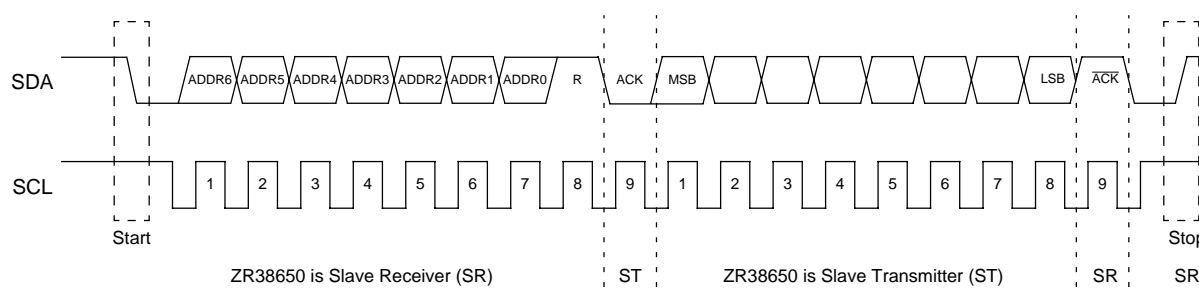 SDA ADDR6 ADDR5 ADDR4 ADDR3 ADDR2 ADDR1 ADDR0 R ACK MSB LSB ACK
SCL 1 2 3 4 5 6 7 8 9 1 2 3 4 5 6 7 8 9
Start Stop
ZR38650 is Slave Receiver (SR) ST ZR38650 is Slave Transmitter (ST) SR SR